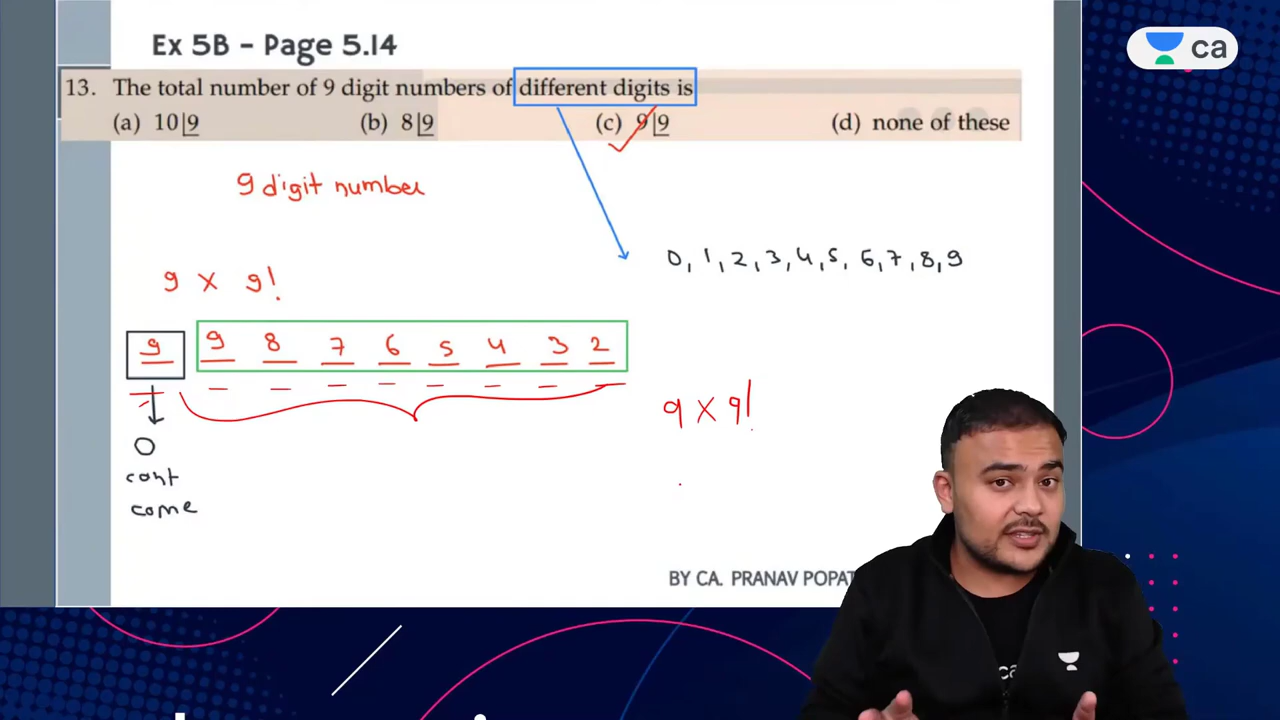 Ex 5B - Page 5.14
ca
13. The total number of 9 digit numbers of different digits is
(a) 10|9 (b) 8|9 (c) 9|9 (d) none of these
9 digit number
0, 1, 2, 3, 4, 5, 6, 7, 8, 9
9 x 9!
9 9 8 7 6 5 4 3 2
9 x 9!
0
cant
come
BY CA. PRANAV POPAT
ca